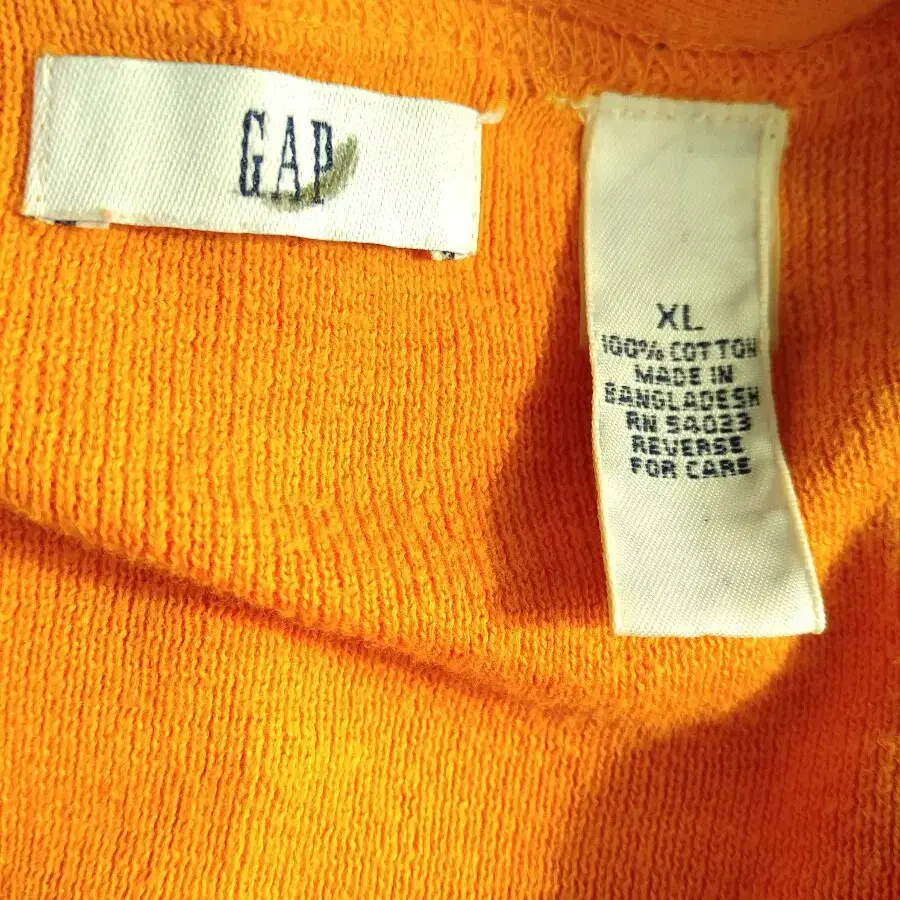 GAP
XL
100% COTTON
MADE IN
BANGLADESH
RN 54023
REVERSE
FOR CARE